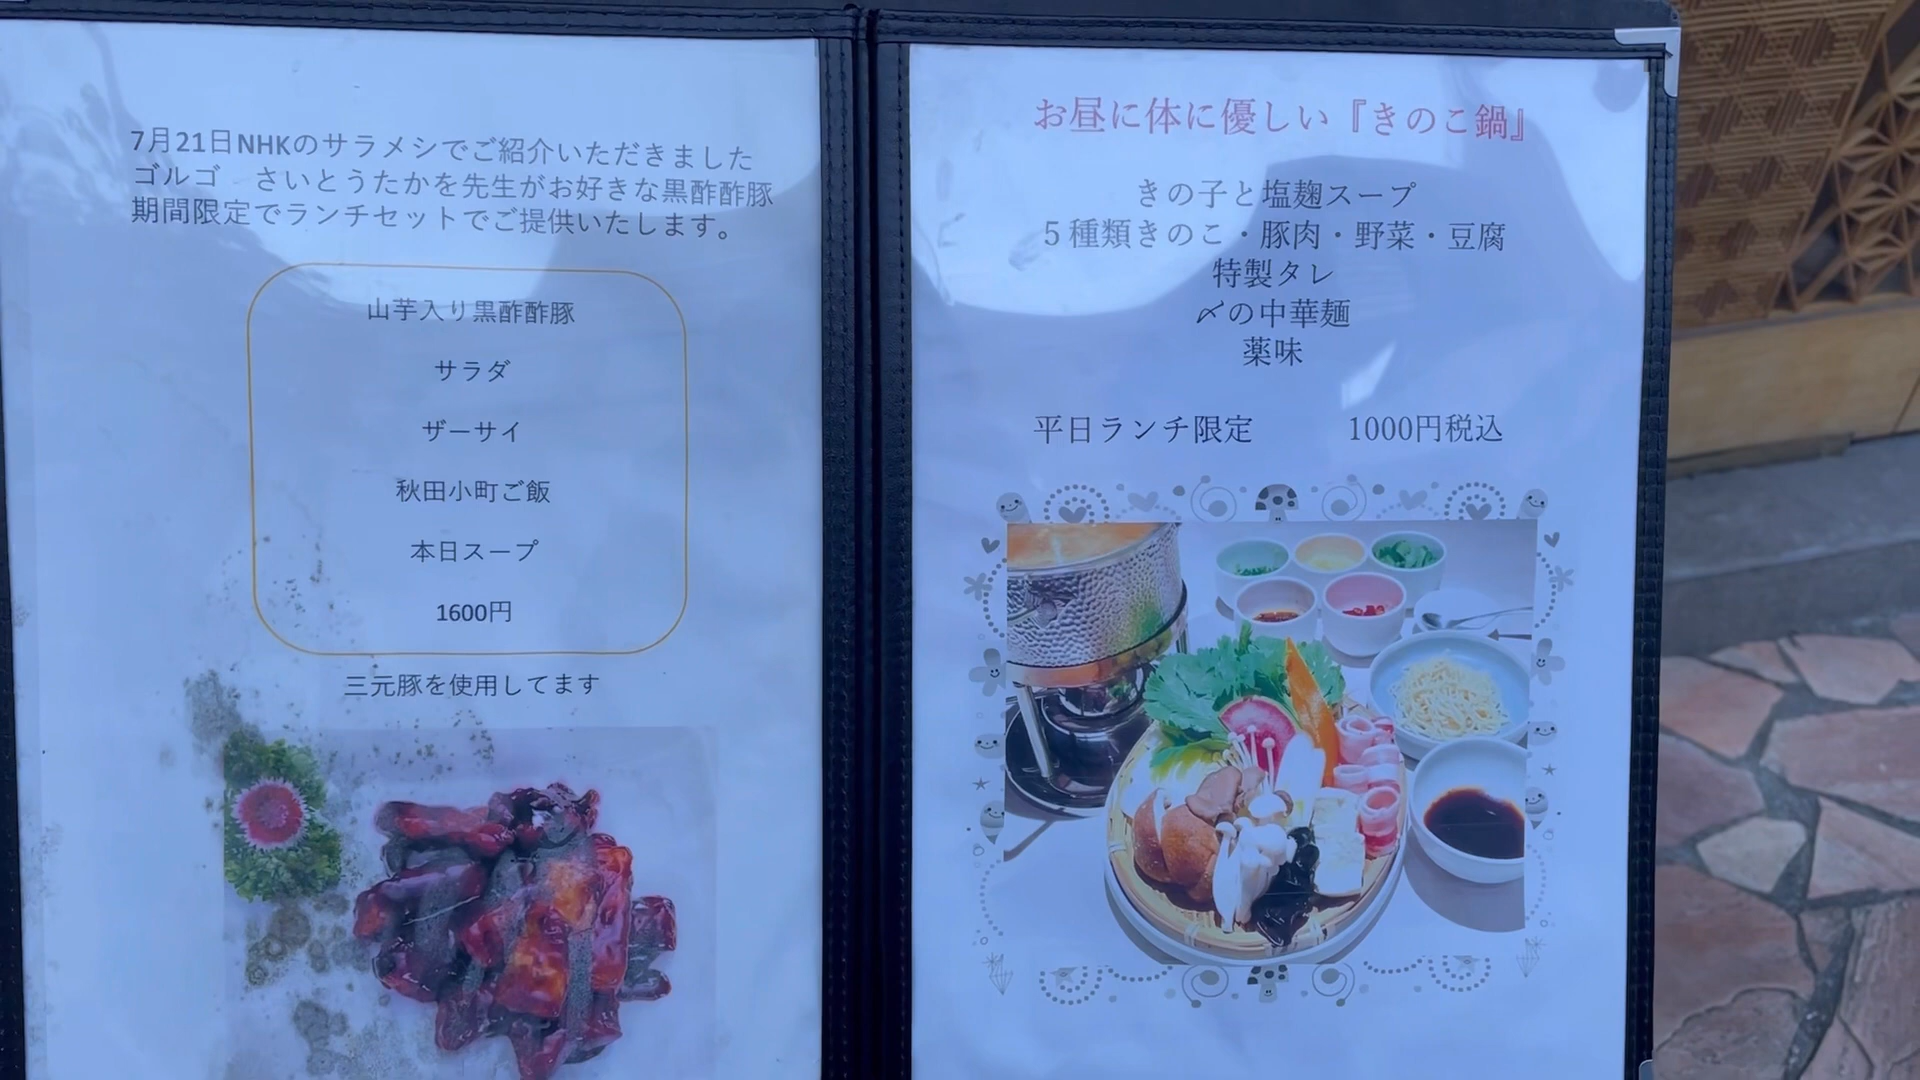 7月21日NHKのサラメシでご紹介いただきました
ゴルゴ　さいとうたかを先生がお好きな黒酢酢豚
期間限定でランチセットでご提供いたします。
山芋入り黒酢酢豚
サラダ
ザーサイ
秋田小町ご飯
本日スープ
1600円
三元豚を使用してます
お昼に体に優しい『きのこ鍋』
きの子と塩麹スープ
５種類きのこ・豚肉・野菜・豆腐
特製タレ
〆の中華麺
薬味
平日ランチ限定　1000円税込